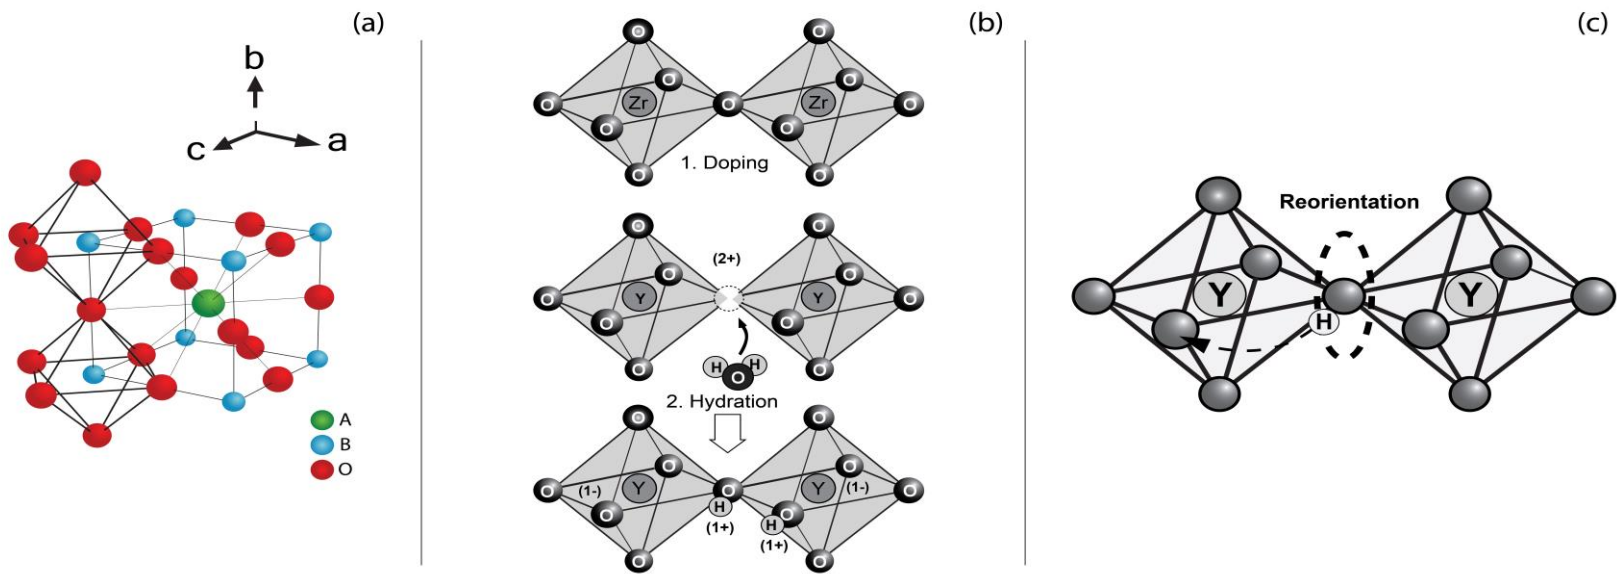 (a)
b
c
a
A
B
O
(b)
O
O
O
O
Zr
Zr
O
O
O
O
O
1. Doping
O
O
O
O
(2+)
O
O
Y
Y
O
O
O
O
H
H
O
O
O
2. Hydration
O
O
O
O
(1-)
Y
Y
(1-)
O
O
O
H
O
O
H
(1+)
(1+)
O
O
(c)
Reorientation
Y
Y
H